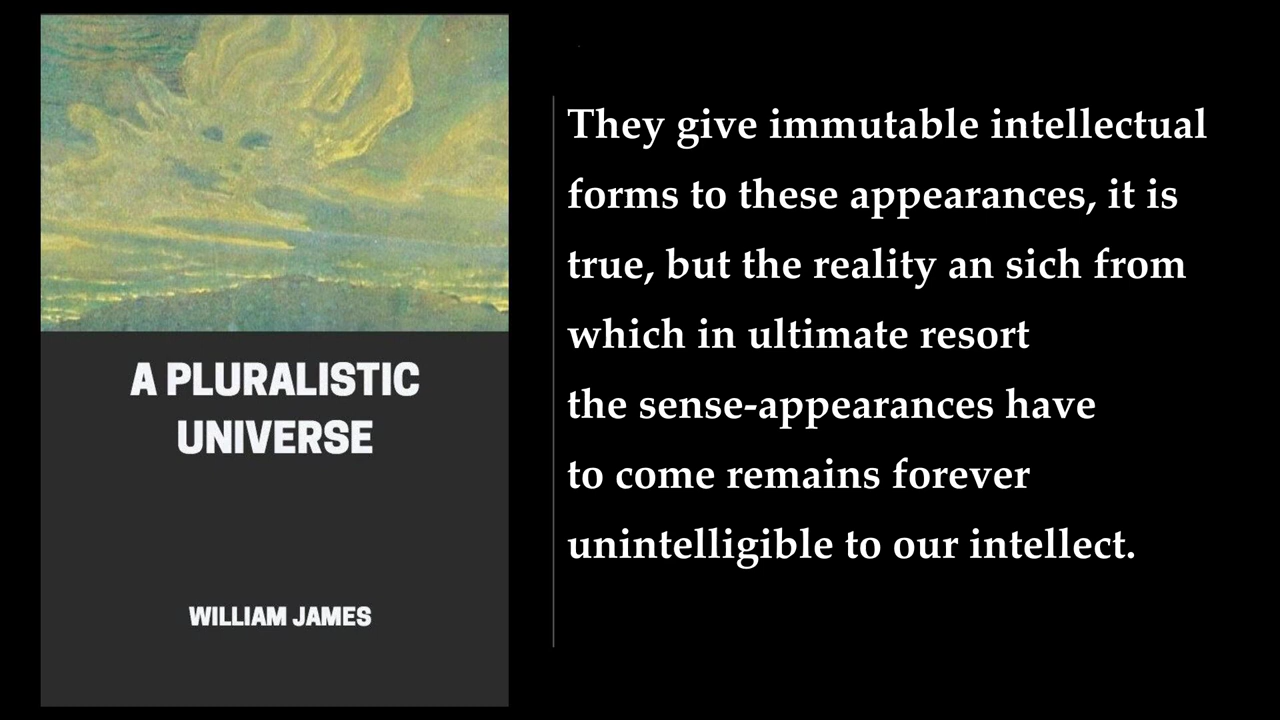 A PLURALISTIC
UNIVERSE
WILLIAM JAMES
They give immutable intellectual
forms to these appearances, it is
true, but the reality an sich from
which in ultimate resort
the sense-appearances have
to come remains forever
unintelligible to our intellect.